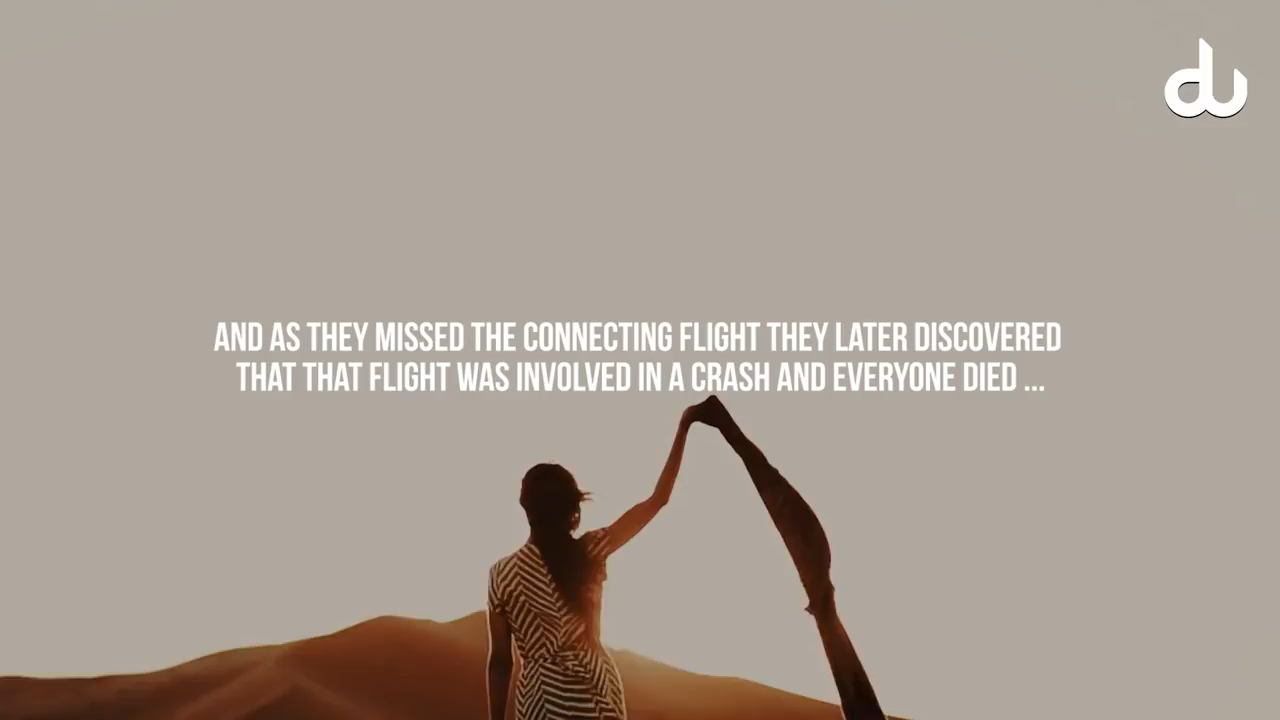 du
AND AS THEY MISSED THE CONNECTING FLIGHT THEY LATER DISCOVERED
THAT THAT FLIGHT WAS INVOLVED IN A CRASH AND EVERYONE DIED ...